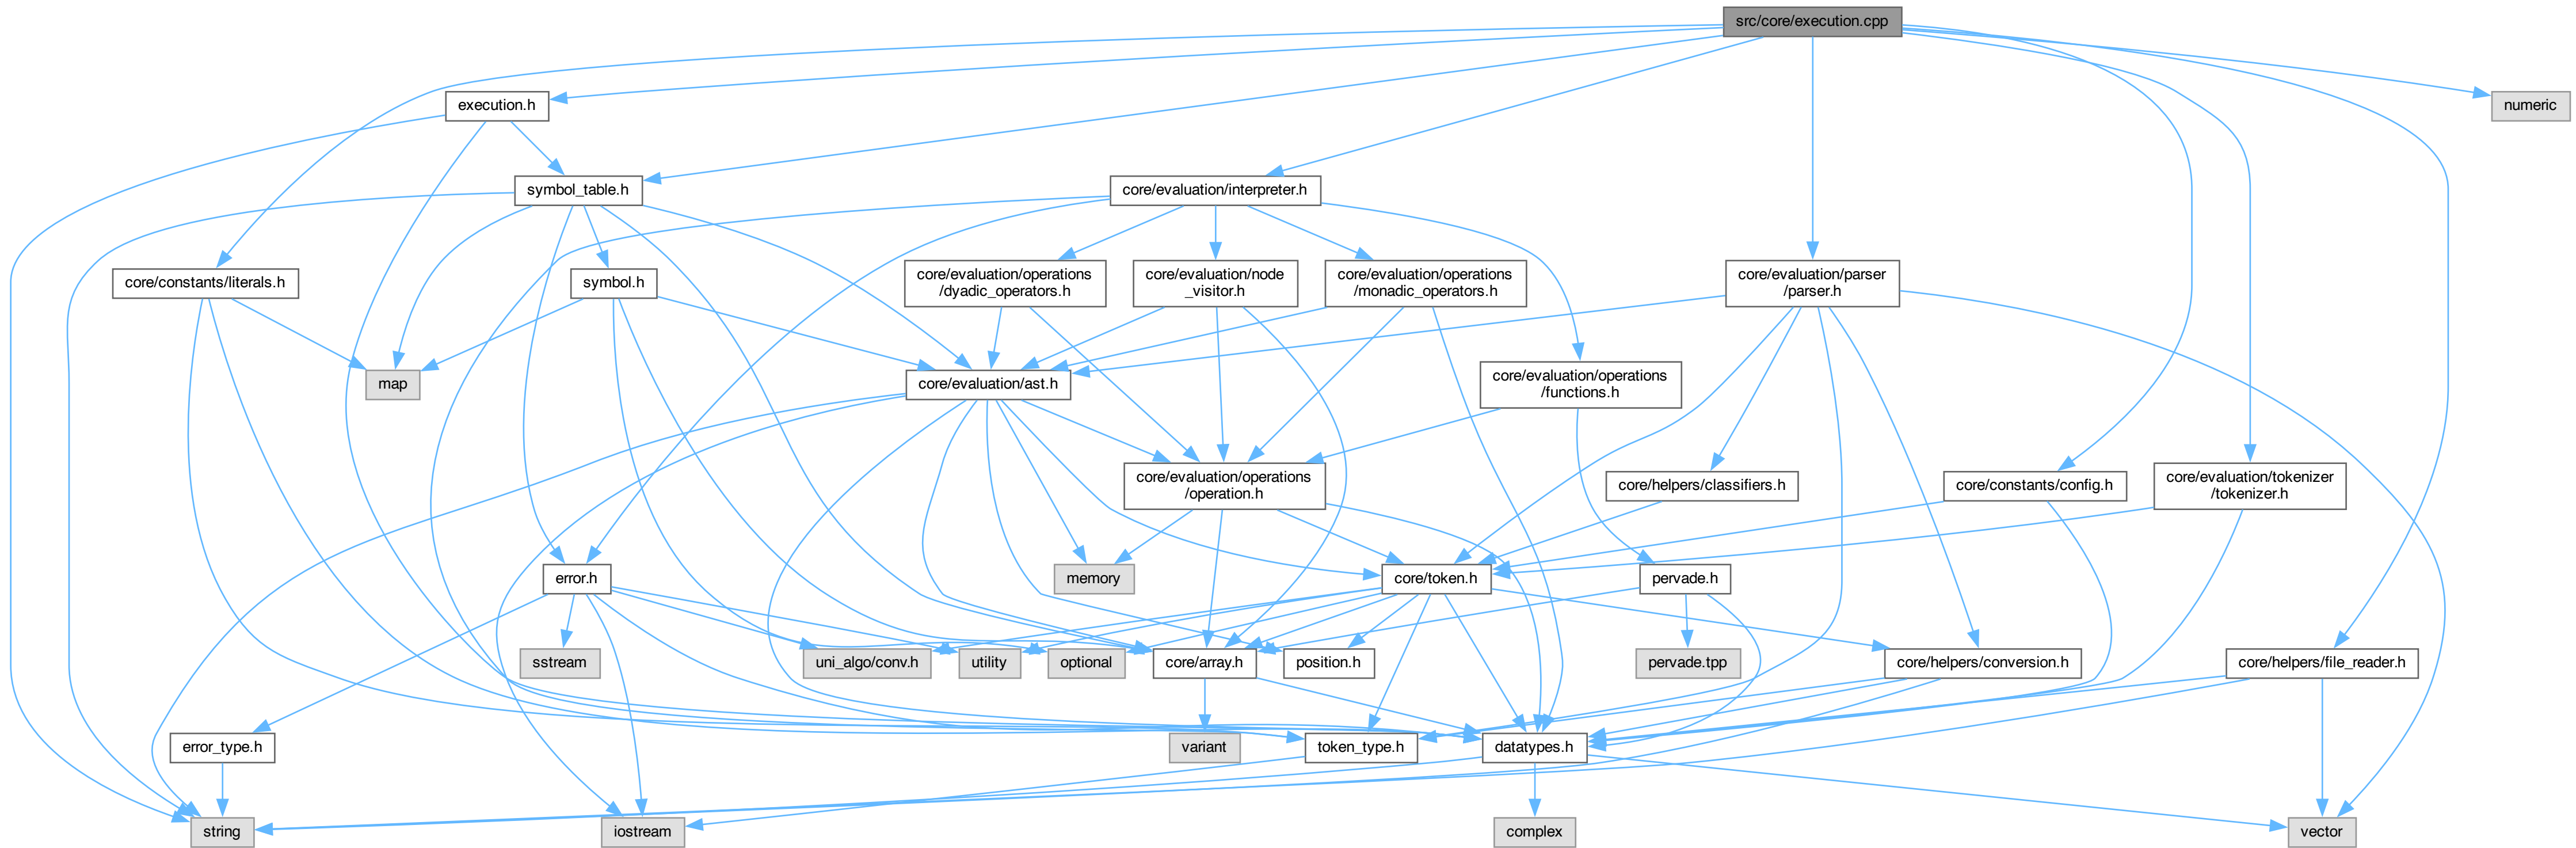 src/core/execution.cpp
execution.h
numeric
symbol_table.h
core/evaluation/interpreter.h
core/constants/literals.h
symbol.h
core/evaluation/operations
/dyadic_operators.h
core/evaluation/node
_visitor.h
core/evaluation/operations
/monadic_operators.h
core/evaluation/parser
/parser.h
map
core/evaluation/ast.h
core/evaluation/operations
/functions.h
core/evaluation/operations
/operation.h
core/helpers/classifiers.h
core/constants/config.h
core/evaluation/tokenizer
/tokenizer.h
error.h
memory
core/token.h
pervade.h
sstream
uni_algo/conv.h
utility
optional
core/array.h
position.h
pervade.tpp
core/helpers/conversion.h
core/helpers/file_reader.h
error_type.h
variant
token_type.h
datatypes.h
string
iostream
complex
vector